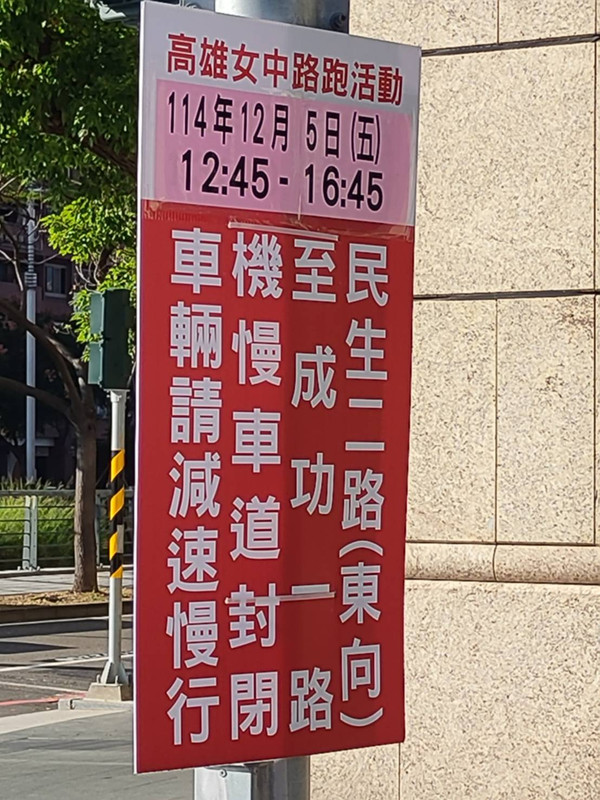 高雄女中路跑活動
114年12月 5日(五)
12:45 - 16:45
民生二路(東向)
至成功一路
機慢車道封閉
車輛請減速慢行